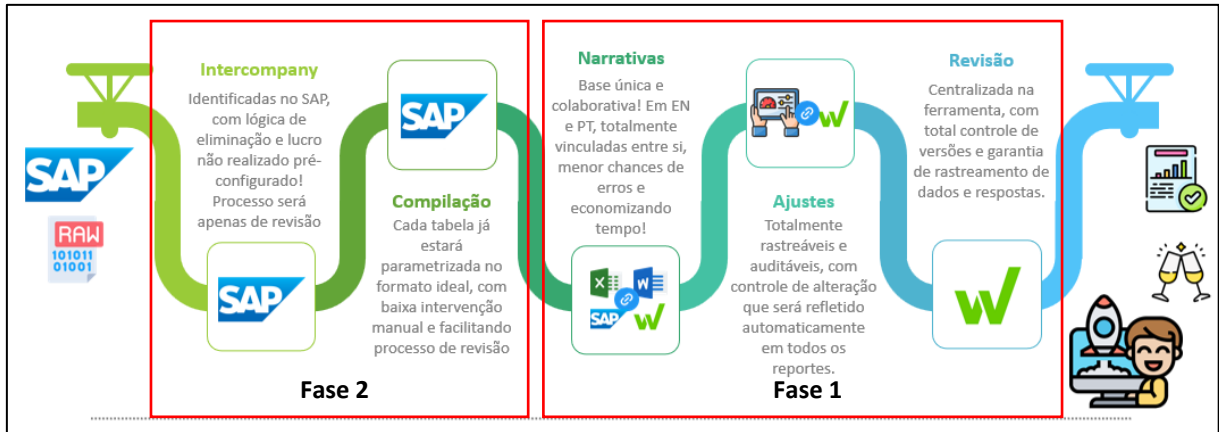 SAP
RAW
101011
01001
Intercompany
Identificadas no SAP,
com lógica de
eliminação e lucro
não realizado pré-
configurado!
Processo será
apenas de revisão
SAP
SAP
Compilação
Cada tabela já
estará
parametrizada no
formato ideal, com
baixa intervenção
manual e facilitando
processo de revisão
Fase 2
Narrativas
Base única e
colaborativa! Em EN
e PT, totalmente
vinculadas entre si,
menor chances de
erros e
economizando
tempo!
X W
SAP W
W
Ajustes
Totalmente
rastreáveis e
auditáveis, com
controle de alteração
que será refletido
automaticamente
em todos os
reportes.
Revisão
Centralizada na
ferramenta, com
total controle de
versões e garantia
de rastreamento de
dados e respostas.
W
Fase 1